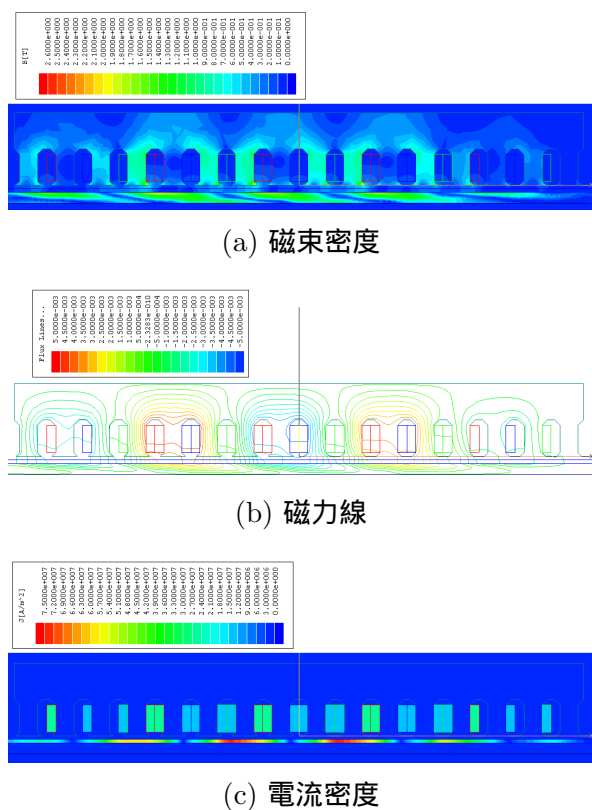 B[T]
2.6000e+000
2.5000e+000
2.4000e+000
2.3000e+000
2.2000e+000
2.1000e+000
2.0000e+000
1.9000e+000
1.8000e+000
1.7000e+000
1.6000e+000
1.5000e+000
1.4000e+000
1.3000e+000
1.2000e+000
1.1000e+000
1.0000e+000
9.0000e-001
8.0000e-001
7.0000e-001
6.0000e-001
5.0000e-001
4.0000e-001
3.0000e-001
2.0000e-001
1.0000e-001
0.0000e+000
(a) 磁束密度
Flux Lines...
5.0000e-003
4.5000e-003
4.0000e-003
3.5000e-003
3.0000e-003
2.5000e-003
2.0000e-003
1.5000e-003
1.0000e-003
5.0000e-004
-2.3283e-010
-5.0000e-004
-1.0000e-003
-1.5000e-003
-2.0000e-003
-2.5000e-003
-3.0000e-003
-3.5000e-003
-4.0000e-003
-4.5000e-003
-5.0000e-003
(b) 磁力線
J[A/m^2]
7.5000e+007
7.2000e+007
6.9000e+007
6.6000e+007
6.3000e+007
6.0000e+007
5.7000e+007
5.4000e+007
5.1000e+007
4.8000e+007
4.5000e+007
4.2000e+007
3.9000e+007
3.6000e+007
3.3000e+007
3.0000e+007
2.7000e+007
2.4000e+007
2.1000e+007
1.8000e+007
1.5000e+007
1.2000e+007
9.0000e+006
6.0000e+006
3.0000e+006
0.0000e+000
(c) 電流密度